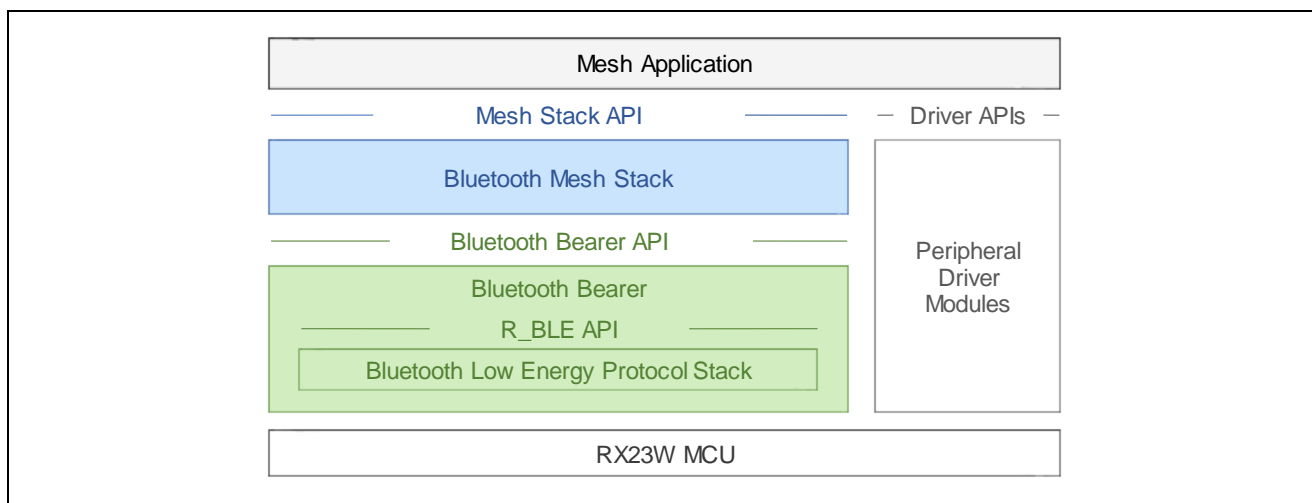 Mesh Application
Mesh Stack API
Driver APIs
Bluetooth Mesh Stack
Bluetooth Bearer API
Peripheral
Driver
Modules
Bluetooth Bearer
R_BLE API
Bluetooth Low Energy Protocol Stack
RX23W MCU